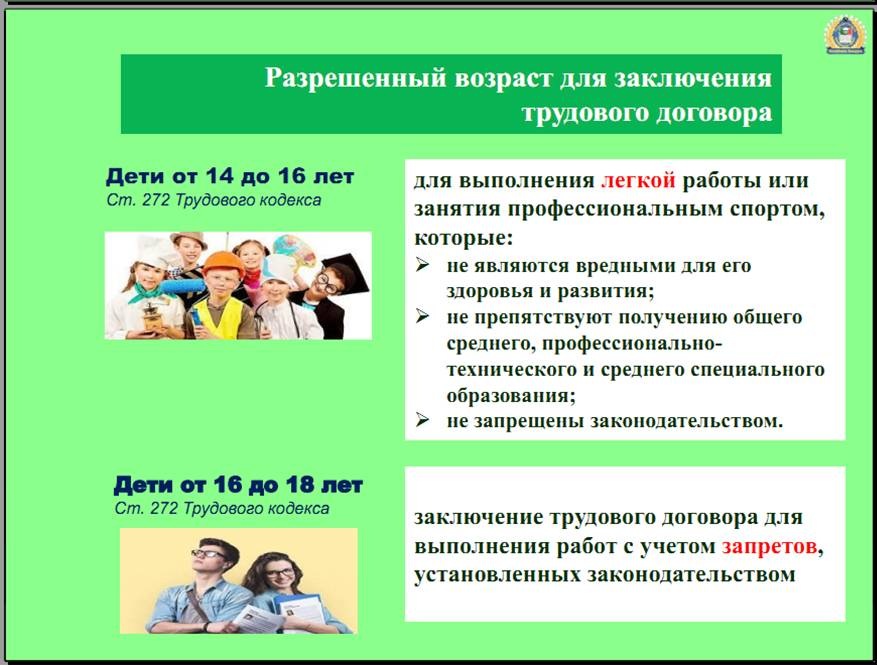 Разрешенный возраст для заключения
трудового договора
Дети от 14 до 16 лет
Ст. 272 Трудового кодекса
для выполнения легкой работы или
занятия профессиональным спортом,
которые:
не являются вредными для его
здоровья и развития;
не препятствуют получению общего
среднего, профессионально-
технического и среднего специального
образования;
не запрещены законодательством.
Дети от 16 до 18 лет
Ст. 272 Трудового кодекса
заключение трудового договора для
выполнения работ с учетом запретов,
установленных законодательством